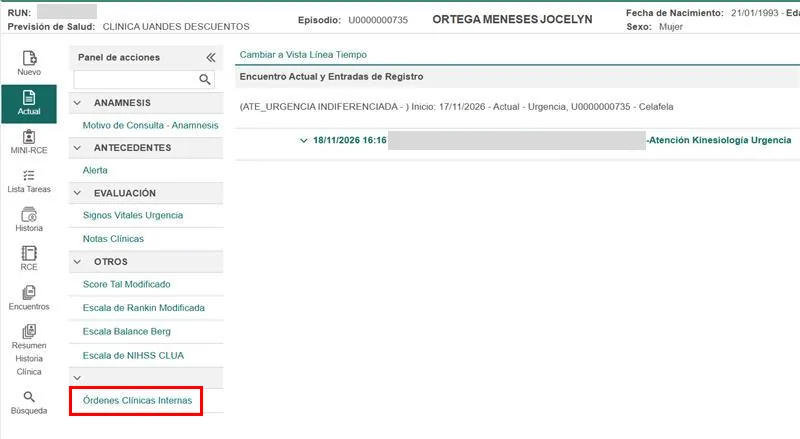 RUN:
Previsión de Salud: CLINICA UANDES DESCUENTOS
Episodio: U0000000735
ORTEGA MENESES JOCELYN
Fecha de Nacimiento: 21/01/1993 - Eda
Sexo: Mujer
Nuevo
Actual
MINI-RCE
Lista Tareas
Historia
RCE
Encuentros
Resumen
Historia
Clínica
Búsqueda
Panel de acciones
ANAMNESIS
Motivo de Consulta - Anamnesis
ANTECEDENTES
Alerta
EVALUACIÓN
Signos Vitales Urgencia
Notas Clínicas
OTROS
Score Tal Modificado
Escala de Rankin Modificada
Escala Balance Berg
Escala de NIHSS CLUA
Órdenes Clínicas Internas
Cambiar a Vista Línea Tiempo
Encuentro Actual y Entradas de Registro
(ATE_URGENCIA INDIFERENCIADA - ) Inicio: 17/11/2026 - Actual - Urgencia, U0000000735 - Celafela
18/11/2026 16:16 -Atención Kinesiología Urgencia